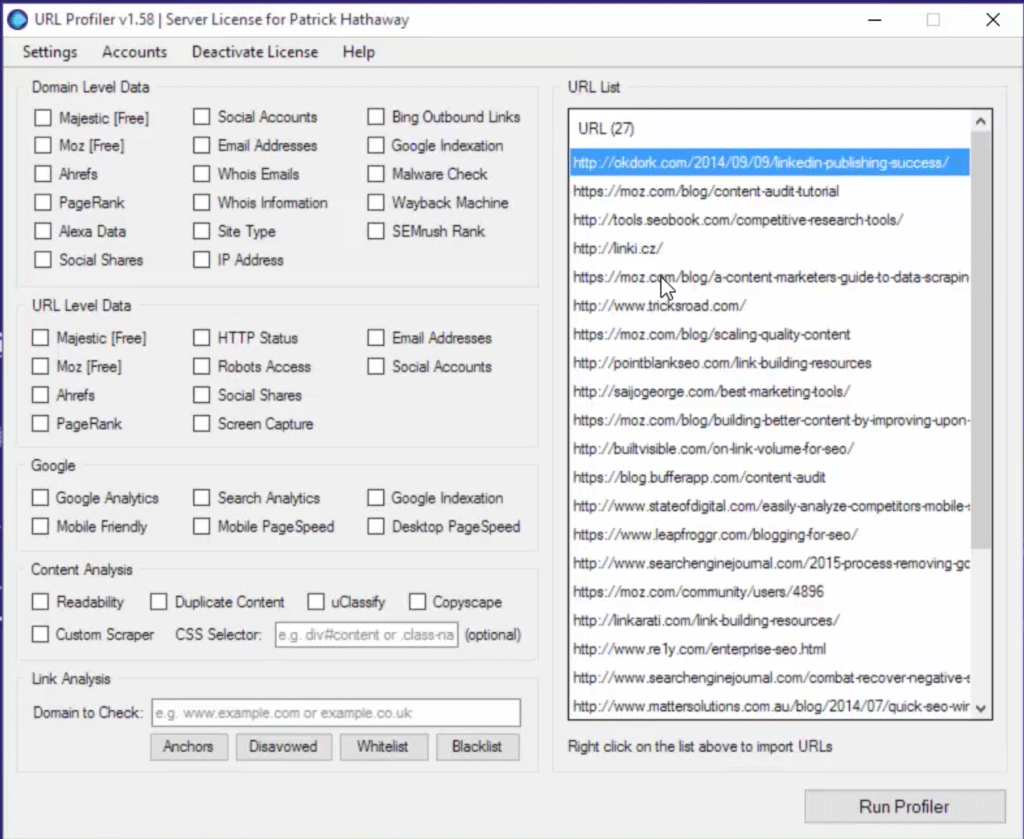 URL Profiler v1.58 | Server License for Patrick Hathaway
Settings Accounts Deactivate License Help
Domain Level Data
Majestic [Free] Social Accounts Bing Outbound Links
Moz [Free] Email Addresses Google Indexation
Ahrefs Whois Emails Malware Check
PageRank Whois Information Wayback Machine
Alexa Data Site Type SEMrush Rank
Social Shares IP Address
URL Level Data
Majestic [Free] HTTP Status Email Addresses
Moz [Free] Robots Access Social Accounts
Ahrefs Social Shares
PageRank Screen Capture
Google
Google Analytics Search Analytics Google Indexation
Mobile Friendly Mobile PageSpeed Desktop PageSpeed
Content Analysis
Readability Duplicate Content uClassify Copyscape
Custom Scraper CSS Selector: e.g. div#content or .class-na (optional)
Link Analysis
Domain to Check: e.g. www.example.com or example.co.uk
Anchors Disavowed Whitelist Blacklist
URL List
URL (27)
http://okdork.com/2014/09/09/linkedin-publishing-success/
https://moz.com/blog/content-audit-tutorial
http://tools.seobook.com/competitive-research-tools/
http://linki.cz/
https://moz.com/blog/a-content-marketers-guide-to-data-scrapin
http://www.tricksroad.com/
https://moz.com/blog/scaling-quality-content
http://pointblankseo.com/link-building-resources
http://saijogeorge.com/best-marketing-tools/
https://moz.com/blog/building-better-content-by-improving-upon-
http://builtvisible.com/on-link-volume-for-seo/
https://blog.bufferapp.com/content-audit
http://www.stateofdigital.com/easily-analyze-competitors-mobile-s
https://www.leapfroggr.com/blogging-for-seo/
http://www.searchenginejournal.com/2015-process-removing-go
https://moz.com/community/users/4896
http://linkarati.com/link-building-resources/
http://www.re1y.com/enterprise-seo.html
http://www.searchenginejournal.com/combat-recover-negative-s
http://www.mattersolutions.com.au/blog/2014/07/quick-seo-wir
Right click on the list above to import URLs
Run Profiler